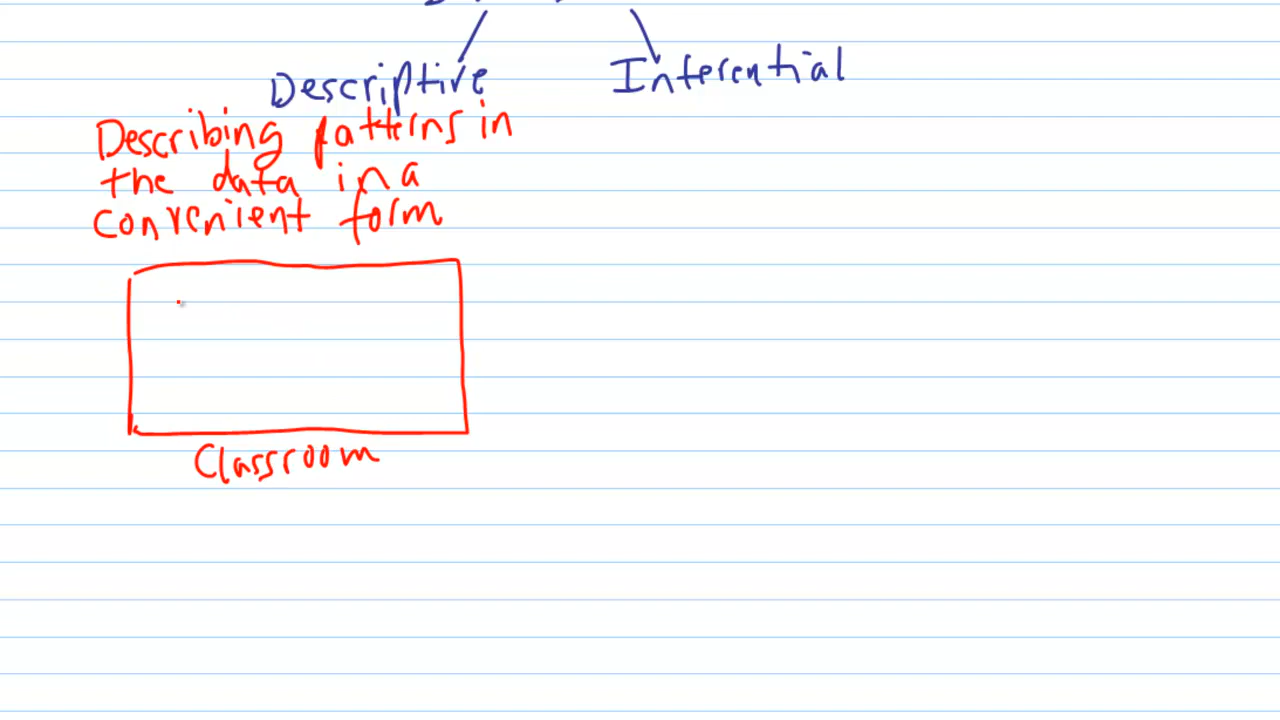 Descriptive Inferential
Describing patterns in
the data in a
convenient form
Classroom